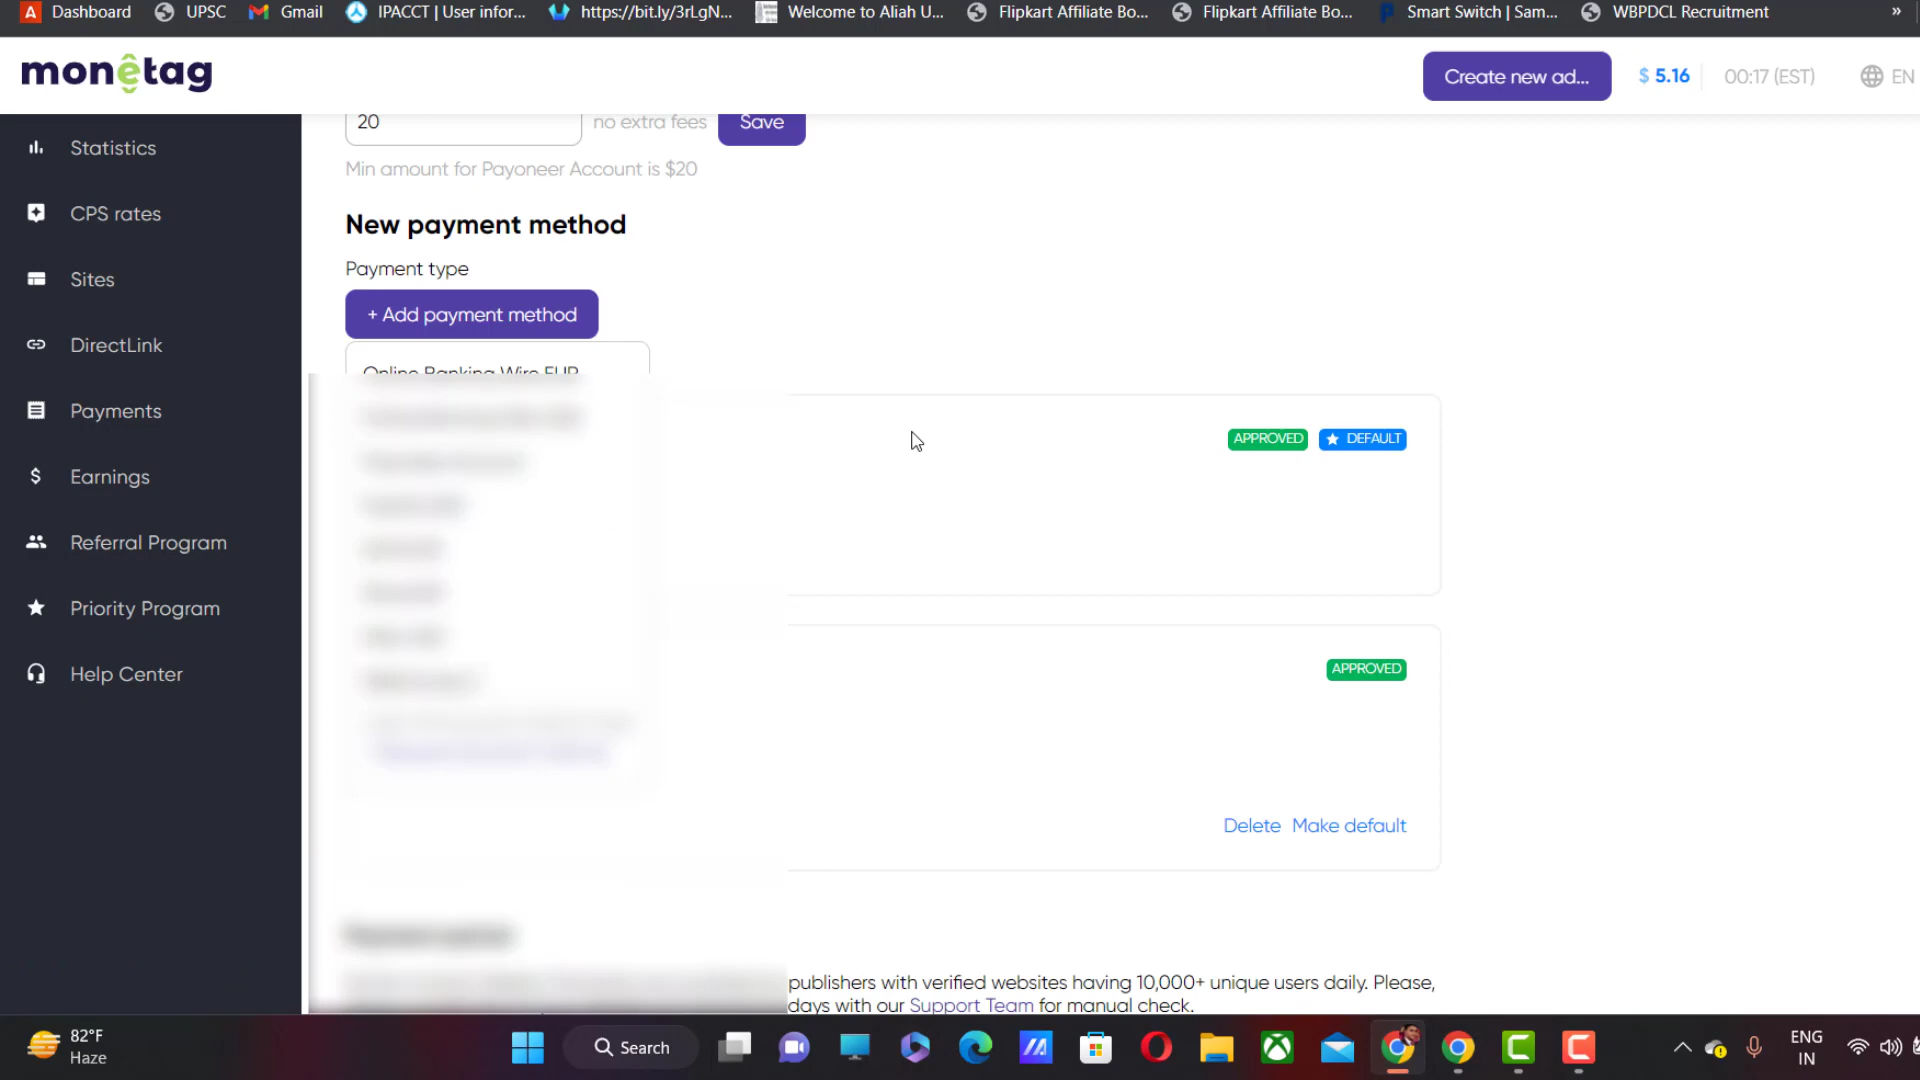 Dashboard UPSC Gmail IPACCT | User infor... https://bit.ly/3rLgN... Welcome to Aliah U... Flipkart Affiliate Bo... Flipkart Affiliate Bo... Smart Switch | Sam... WBPDCL Recruitment »
monetag
Create new ad... $ 5.16 00:17 (EST) EN
Statistics
CPS rates
Sites
DirectLink
Payments
Earnings
Referral Program
Priority Program
Help Center
20 no extra fees Save
Min amount for Payoneer Account is $20
New payment method
Payment type
+ Add payment method
Online Banking Wire EUR
APPROVED ★ DEFAULT
APPROVED
Delete Make default
publishers with verified websites having 10,000+ unique users daily. Please,
days with our Support Team for manual check.
82°F
Haze
Search
ENG
IN